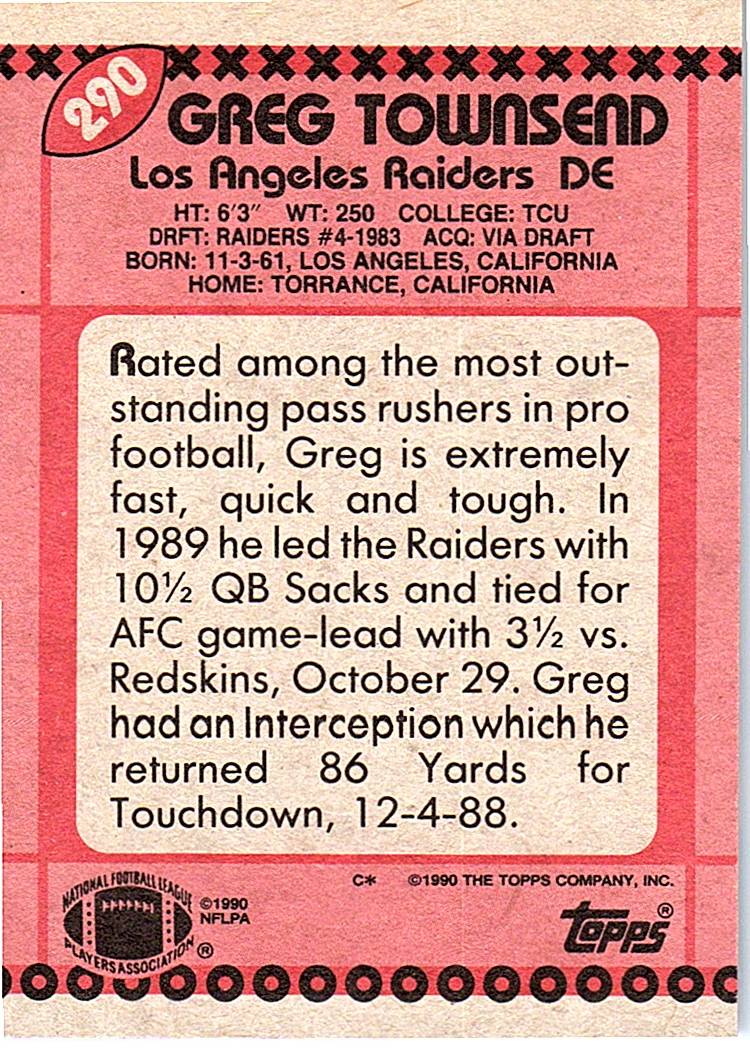 290
GREG TOWNSEND
Los Angeles Raiders DE
HT: 6'3" WT: 250 COLLEGE: TCU
DRFT: RAIDERS #4-1983 ACQ: VIA DRAFT
BORN: 11-3-61, LOS ANGELES, CALIFORNIA
HOME: TORRANCE, CALIFORNIA
Rated among the most out-
standing pass rushers in pro
football, Greg is extremely
fast, quick and tough. In
1989 he led the Raiders with
10½ QB Sacks and tied for
AFC game-lead with 3½ vs.
Redskins, October 29. Greg
had an Interception which he
returned 86 Yards for
Touchdown, 12-4-88.
C* ©1990 THE TOPPS COMPANY, INC.
NATIONAL FOOTBALL LEAGUE
PLAYERS ASSOCIATION ®
©1990
NFLPA
topps ®